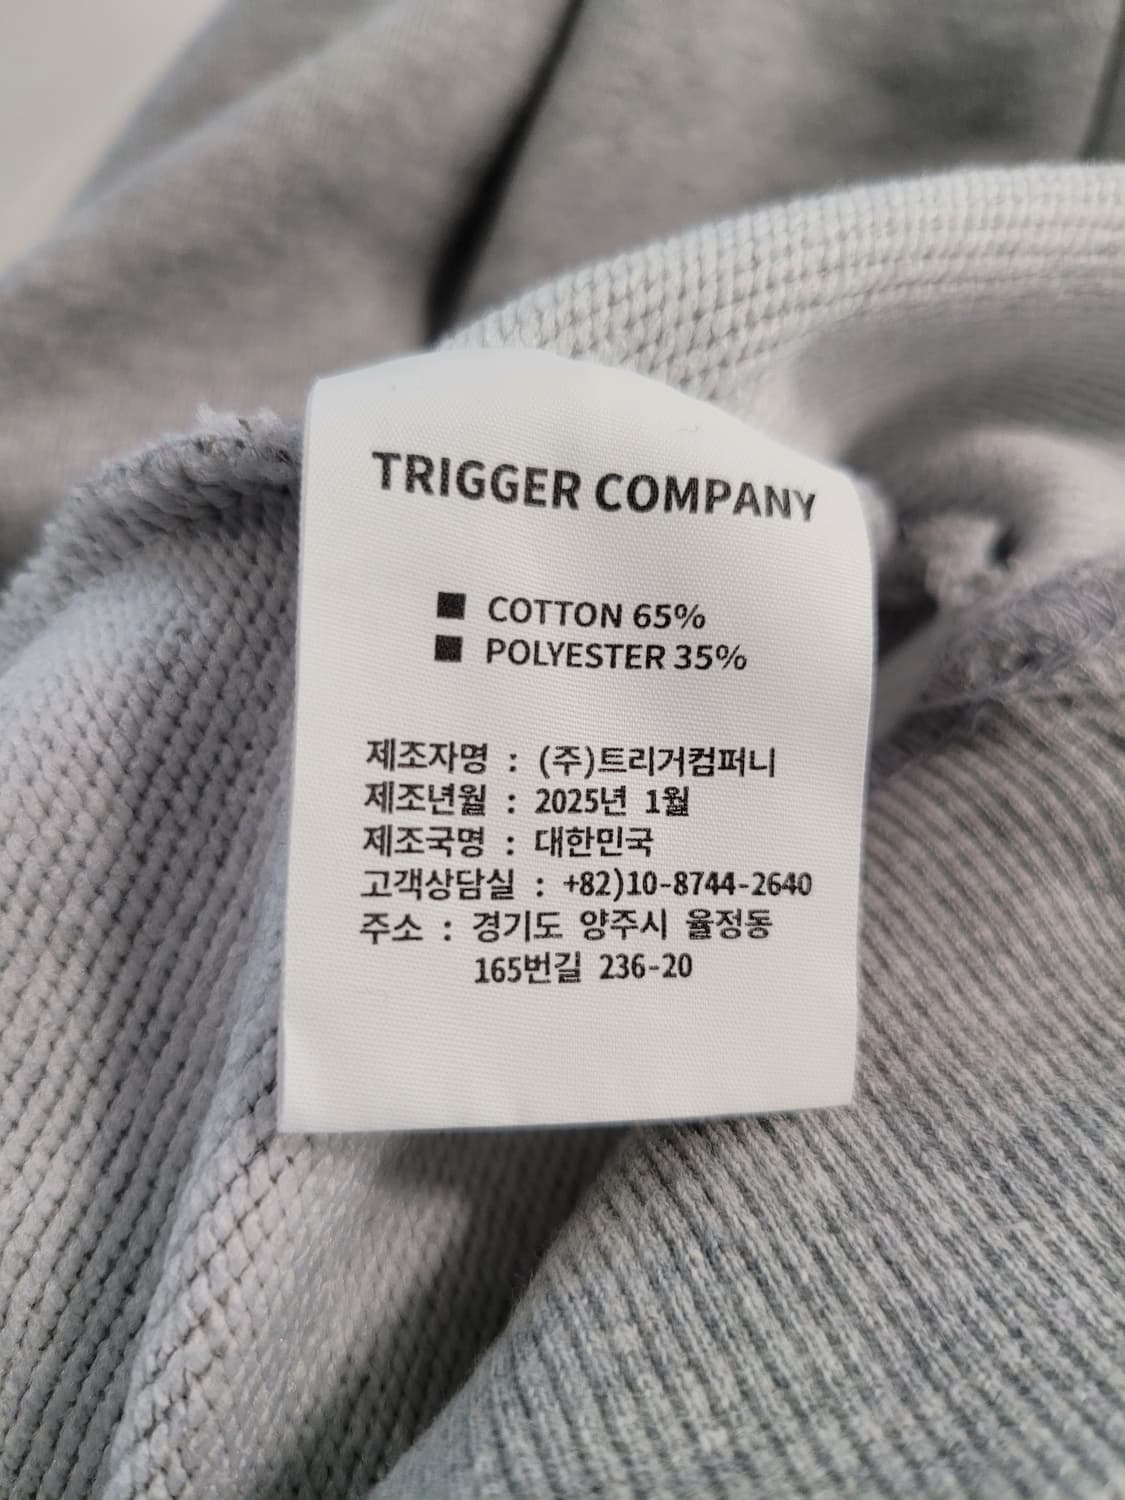 TRIGGER COMPANY
■ COTTON 65%
■ POLYESTER 35%
제조자명 : (주)트리거컴퍼니
제조년월 : 2025년 1월
제조국명 : 대한민국
고객상담실 : +82)10-8744-2640
주소 : 경기도 양주시 율정동
165번길 236-20